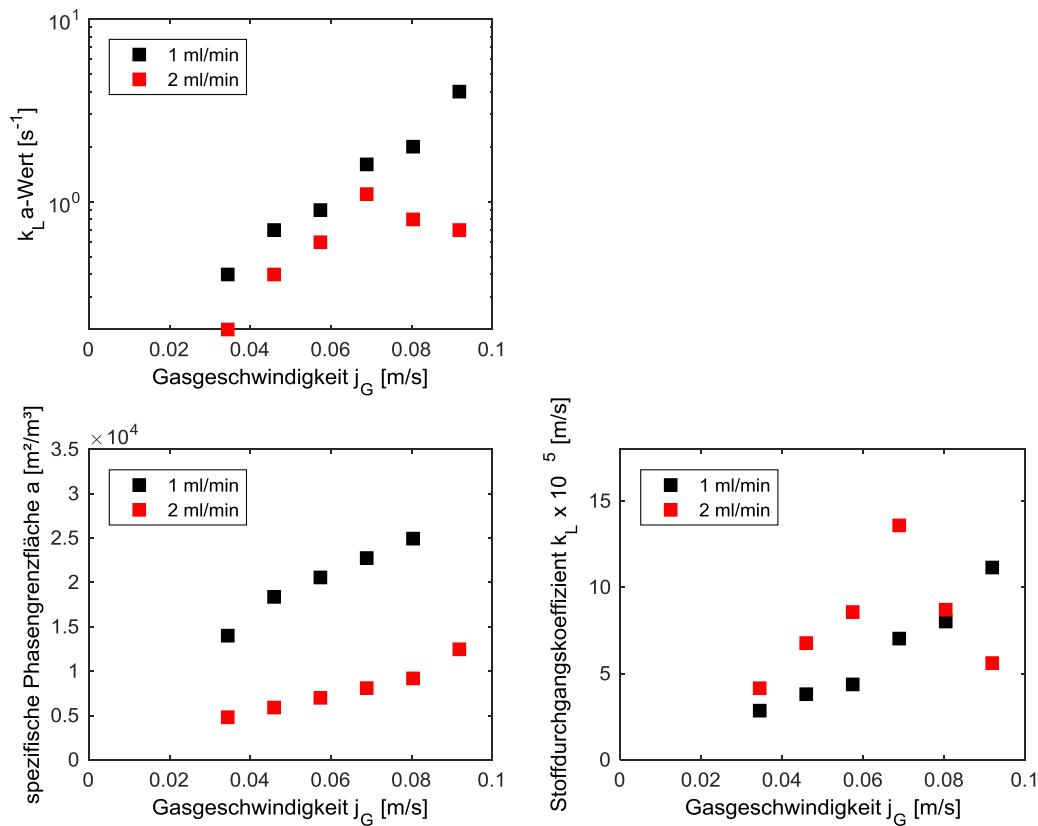 10^1
1 ml/min
2 ml/min
k_L a-Wert [s^-1]
10^0
0 0.02 0.04 0.06 0.08 0.1
Gasgeschwindigkeit j_G [m/s]
×10^4
3.5
1 ml/min
2 ml/min
3
2.5
2
1.5
1
0.5
0
spezifische Phasengrenzfläche a [m²/m³]
0 0.02 0.04 0.06 0.08 0.1
Gasgeschwindigkeit j_G [m/s]
1 ml/min
2 ml/min
15
10
5
0
Stoffdurchgangskoeffizient k_L x 10^5 [m/s]
0 0.02 0.04 0.06 0.08 0.1
Gasgeschwindigkeit j_G [m/s]